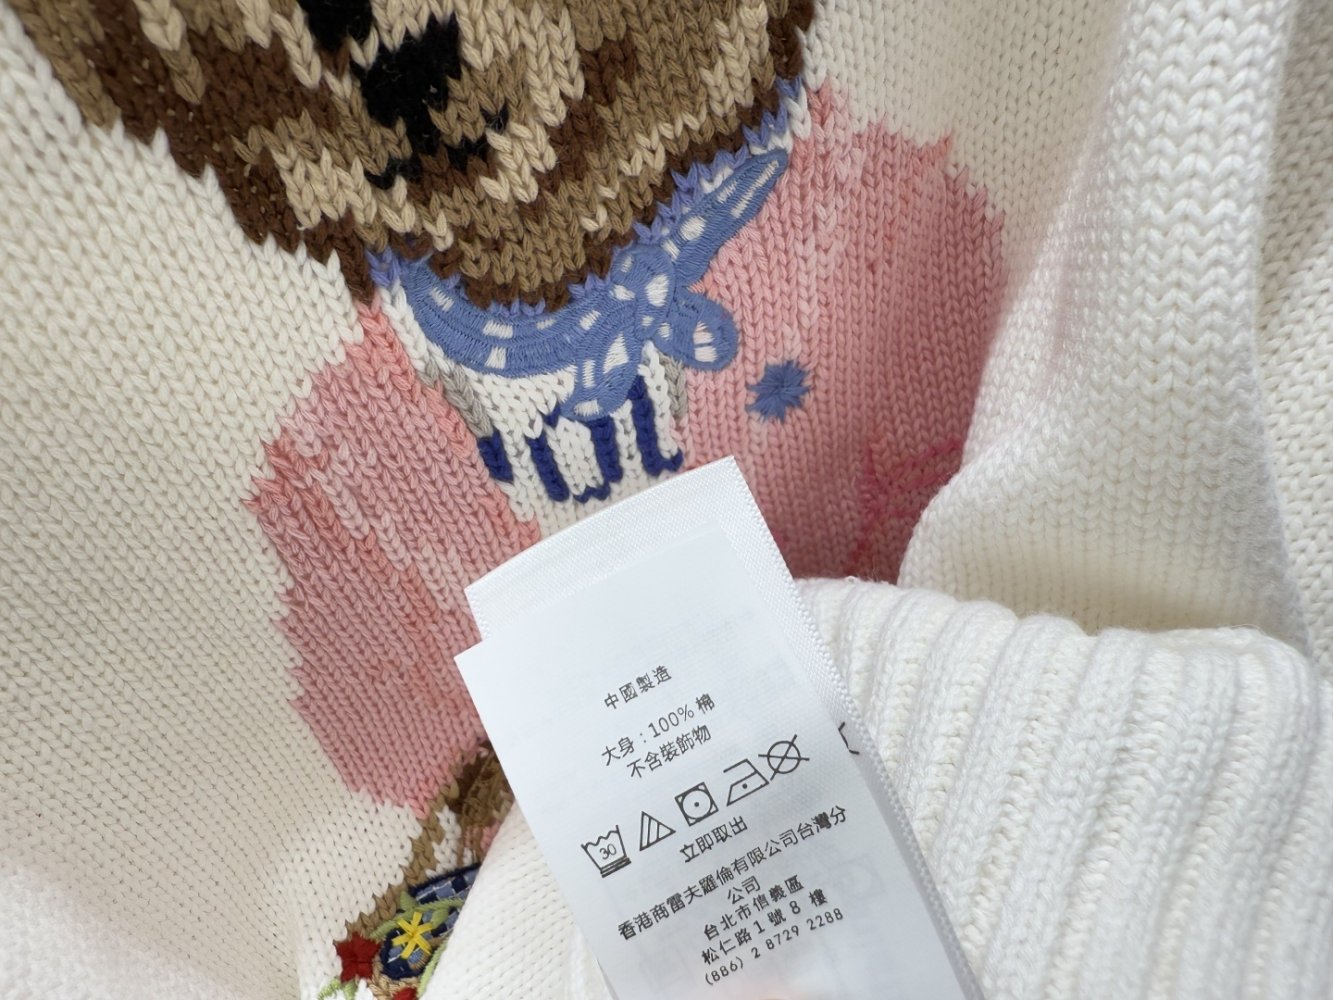 中國製造
大身：100% 棉
不含裝飾物
30
立即取出
香港商雷夫羅倫有限公司台灣分
公司
台北市信義區
松仁路 1 號 8 樓
(886) 2 8729 2288